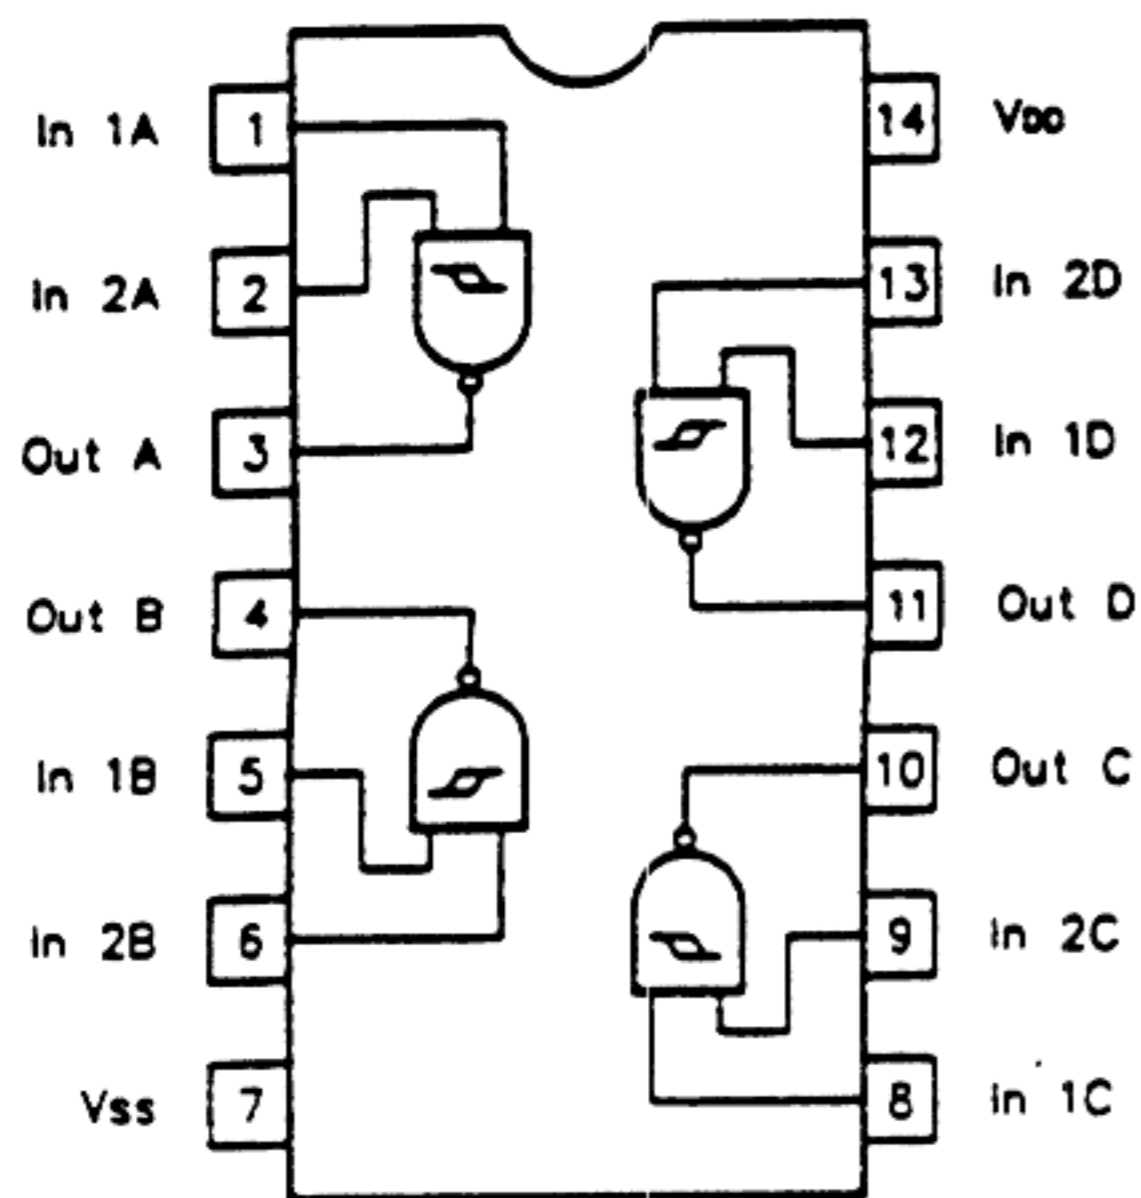 In 1A 1 14 VDD
In 2A 2 13 In 2D
Out A 3 12 In 1D
Out B 4 11 Out D
In 1B 5 10 Out C
In 2B 6 9 In 2C
Vss 7 8 In 1C